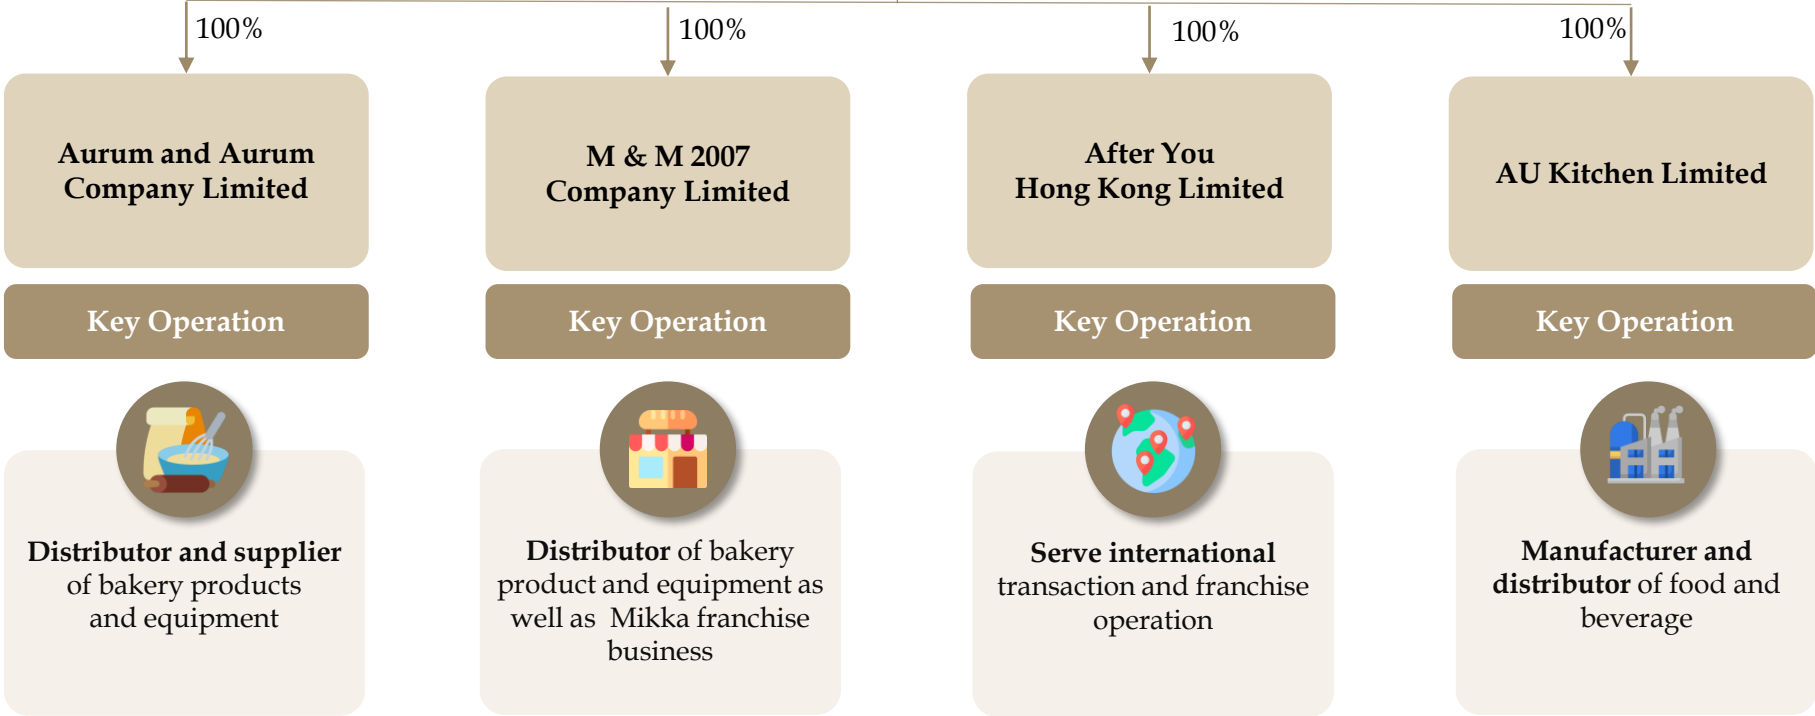 100%
100%
100%
100%
Aurum and Aurum
Company Limited
M & M 2007
Company Limited
After You
Hong Kong Limited
AU Kitchen Limited
Key Operation
Key Operation
Key Operation
Key Operation
Distributor and supplier
of bakery products
and equipment
Distributor of bakery
product and equipment as
well as Mikka franchise
business
Serve international
transaction and franchise
operation
Manufacturer and
distributor of food and
beverage